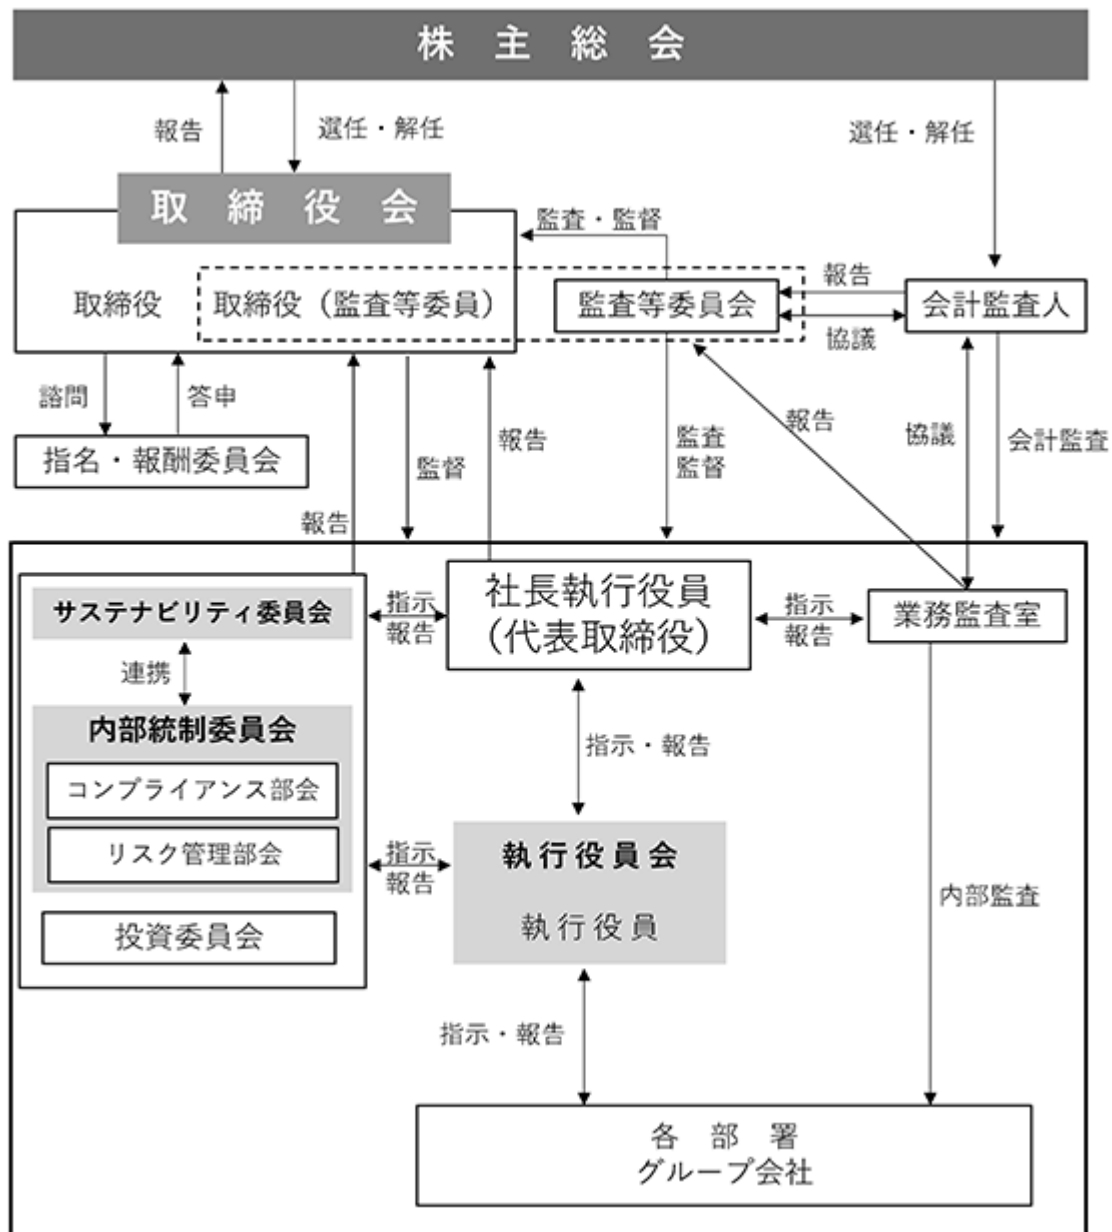 株主総会
報告
選任・解任
選任・解任
取締役会
監査・監督
取締役
取締役（監査等委員）
監査等委員会
報告
協議
会計監査人
諮問
答申
指名・報酬委員会
報告
監督
報告
監査
監督
報告
協議
会計監査
サステナビリティ委員会
連携
内部統制委員会
コンプライアンス部会
リスク管理部会
投資委員会
指示
報告
社長執行役員
（代表取締役）
指示
報告
業務監査室
指示・報告
指示
報告
執行役員会
執行役員
内部監査
指示・報告
各部署
グループ会社